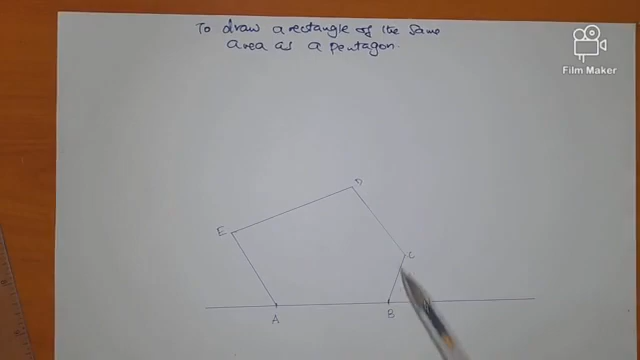 To draw a rectangle of the same
area as a pentagon.
Film Maker
D
E
C
A
B